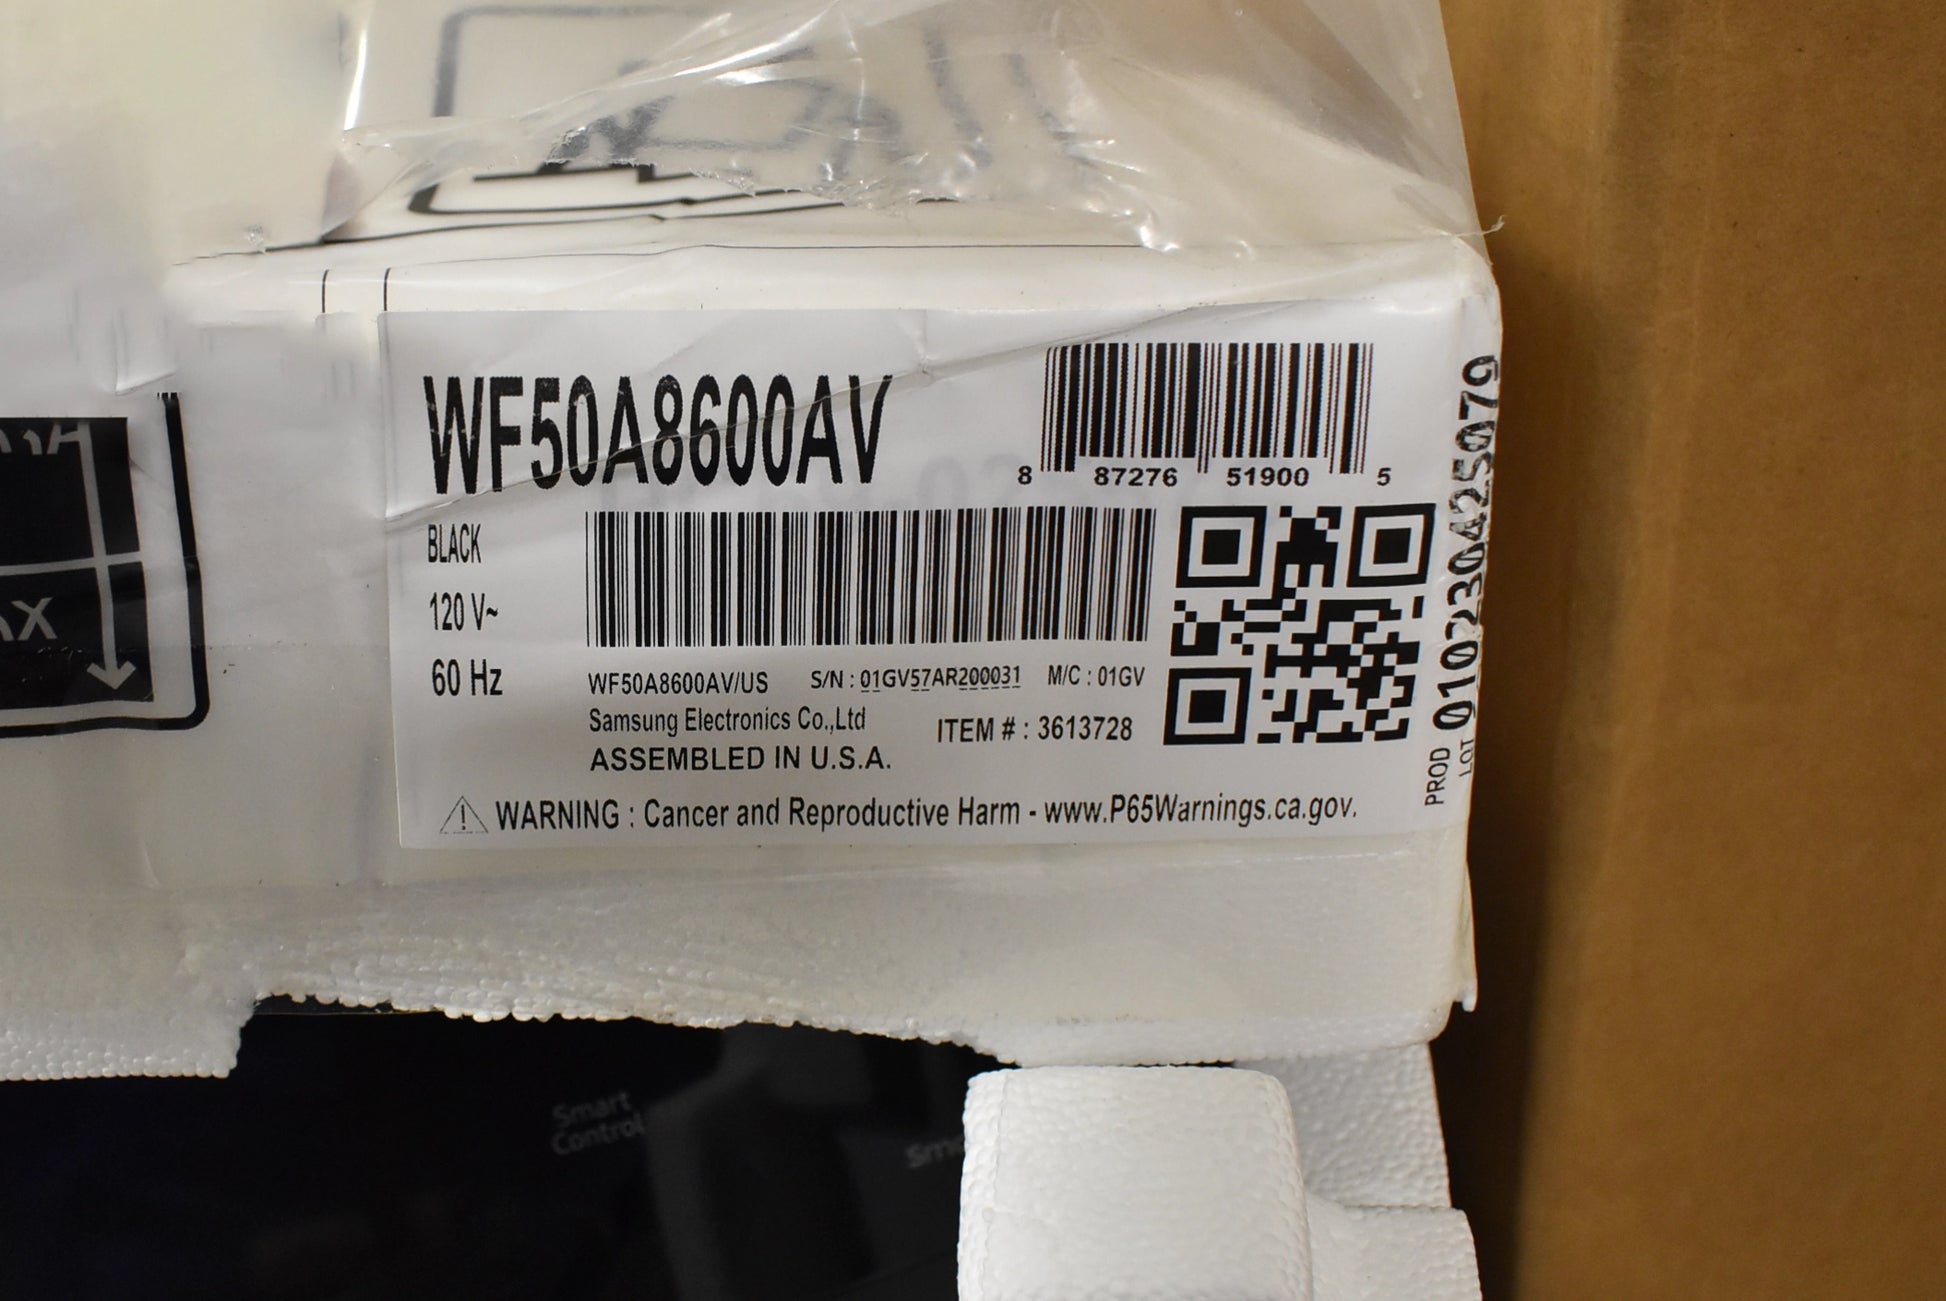 WF50A8600AV
8 87276 51900 5
BLACK
120 V~
60 Hz
WF50A8600AV/US S/N : 01GV57AR200031 M/C : 01GV
Samsung Electronics Co.,Ltd
ITEM # : 3613728
ASSEMBLED IN U.S.A.
WARNING : Cancer and Reproductive Harm - www.P65Warnings.ca.gov.
PROD
LOT
010230425079
Smart
Control